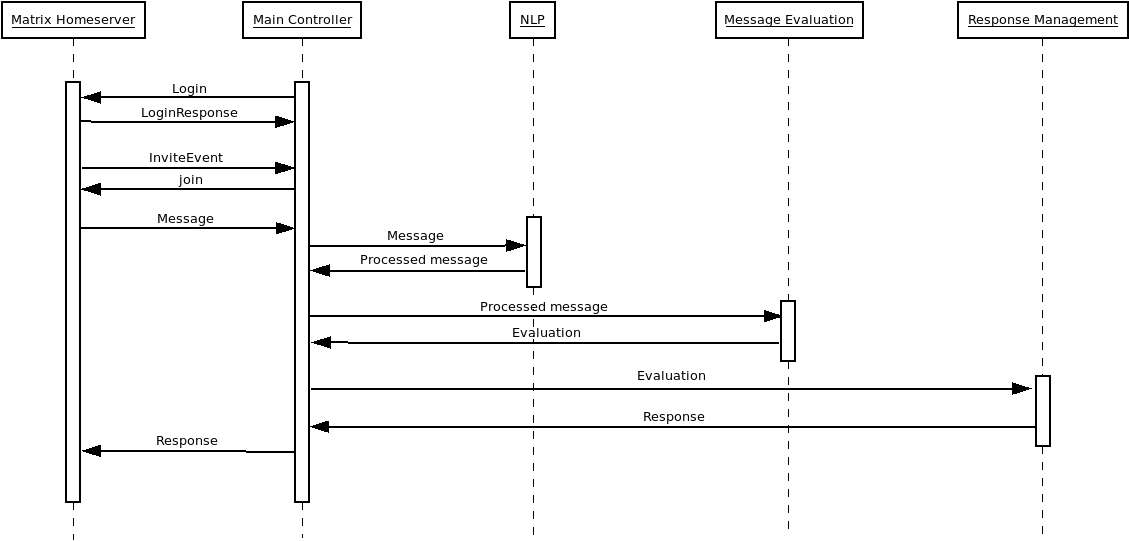 Matrix Homeserver
Main Controller
NLP
Message Evaluation
Response Management
Login
LoginResponse
InviteEvent
join
Message
Message
Processed message
Processed message
Evaluation
Evaluation
Response
Response